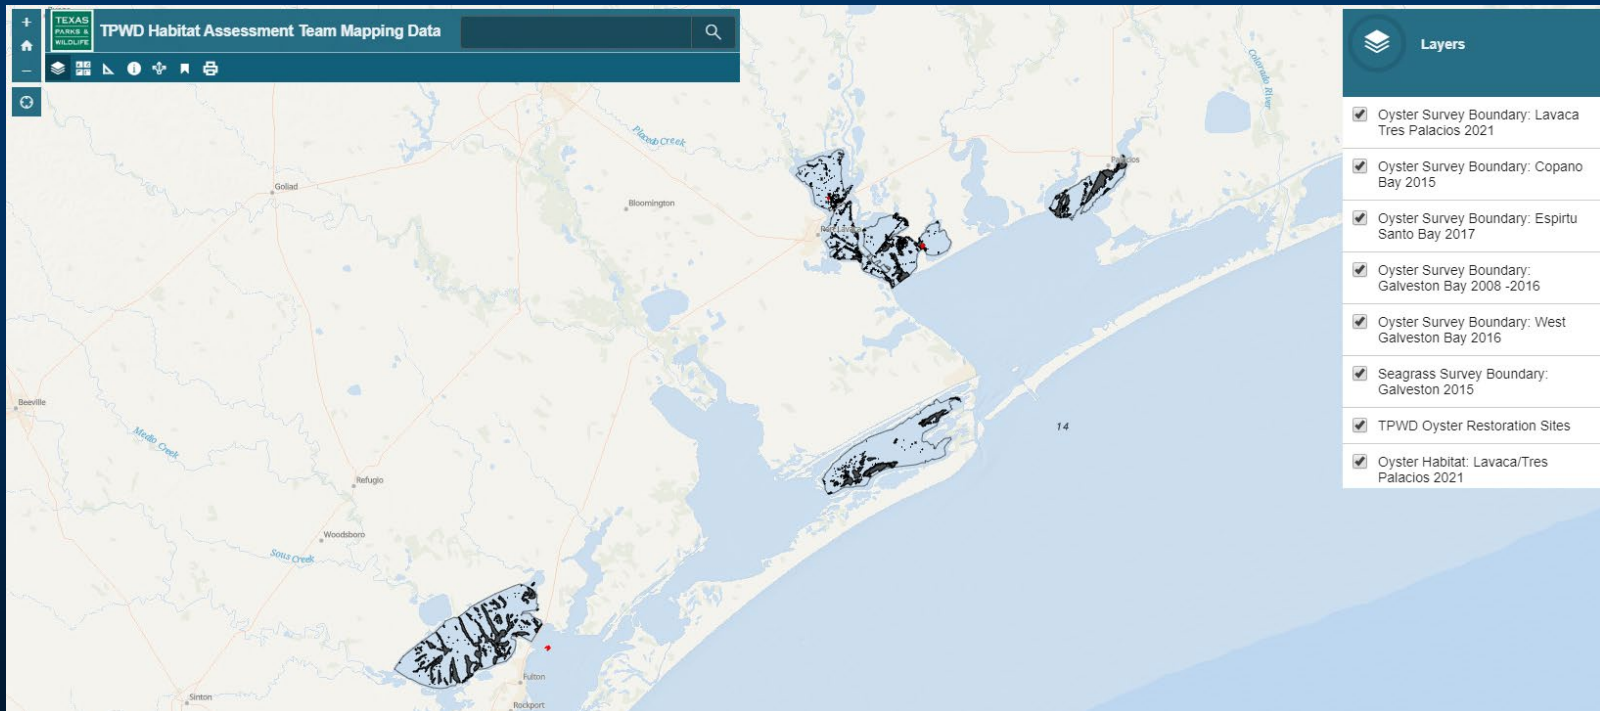 TEXAS
PARKS &
WILDLIFE
TPWD Habitat Assessment Team Mapping Data
Layers
Oyster Survey Boundary: Lavaca
Tres Palacios 2021
Oyster Survey Boundary: Copano
Bay 2015
Oyster Survey Boundary: Espirtu
Santo Bay 2017
Oyster Survey Boundary:
Galveston Bay 2008 -2016
Oyster Survey Boundary: West
Galveston Bay 2016
Seagrass Survey Boundary:
Galveston 2015
TPWD Oyster Restoration Sites
Oyster Habitat: Lavaca/Tres
Palacios 2021
Colorado River
Placedo Creek
Palacios
Goliad
Bloomington
Port Lavaca
Beeville
14
Medio Creek
Refugio
Woodsboro
Sous Creek
Fulton
Sinton
Rockport